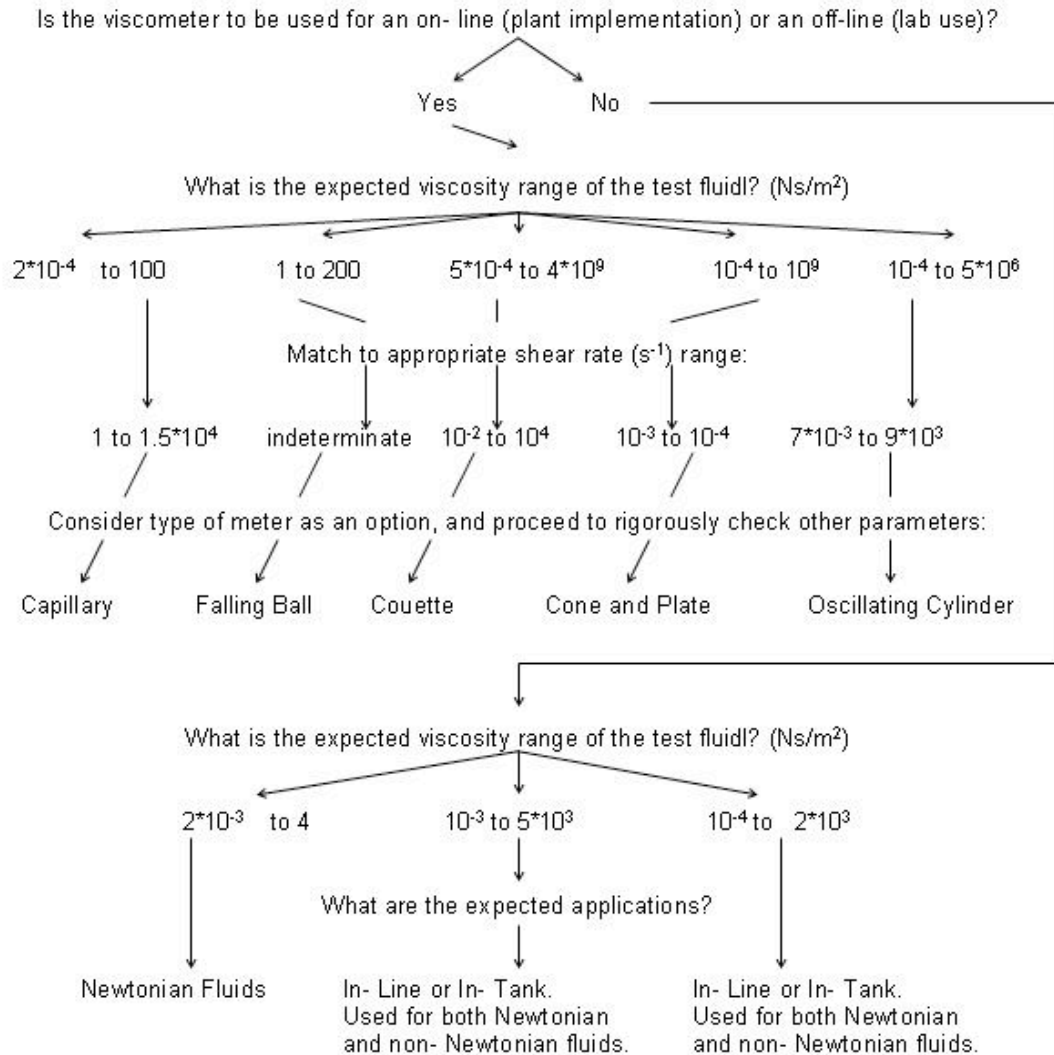 Is the viscometer to be used for an on- line (plant implementation) or an off-line (lab use)?
Yes No
What is the expected viscosity range of the test fluidl? (Ns/m²)
2*10⁻⁴ to 100 1 to 200 5*10⁻⁴ to 4*10⁹ 10⁻⁴ to 10⁹ 10⁻⁴ to 5*10⁶
Match to appropriate shear rate (s⁻¹) range:
1 to 1.5*10⁴ indeterminate 10⁻² to 10⁴ 10⁻³ to 10⁻⁴ 7*10⁻³ to 9*10³
Consider type of meter as an option, and proceed to rigorously check other parameters:
Capillary Falling Ball Couette Cone and Plate Oscillating Cylinder
What is the expected viscosity range of the test fluidl? (Ns/m²)
2*10⁻³ to 4 10⁻³ to 5*10³ 10⁻⁴ to 2*10³
What are the expected applications?
Newtonian Fluids
In- Line or In- Tank.
Used for both Newtonian
and non- Newtonian fluids.
In- Line or In- Tank.
Used for both Newtonian
and non- Newtonian fluids.